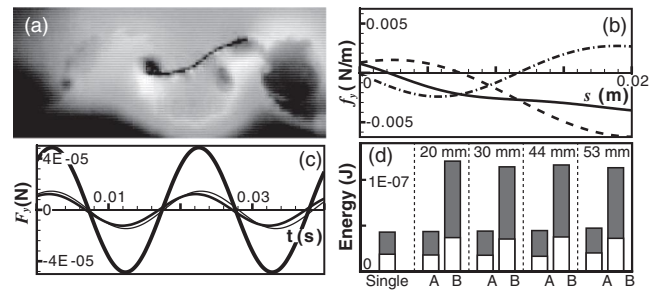 (a)
(b)
0.005
f_y (N/m)
0.02
s (m)
-0.005
(c)
4E-05
F_y(N)
0
0.01
0.03
t (s)
-4E-05
(d)
20 mm 30 mm 44 mm 53 mm
1E-07
Energy (J)
0
Single A B A B A B A B